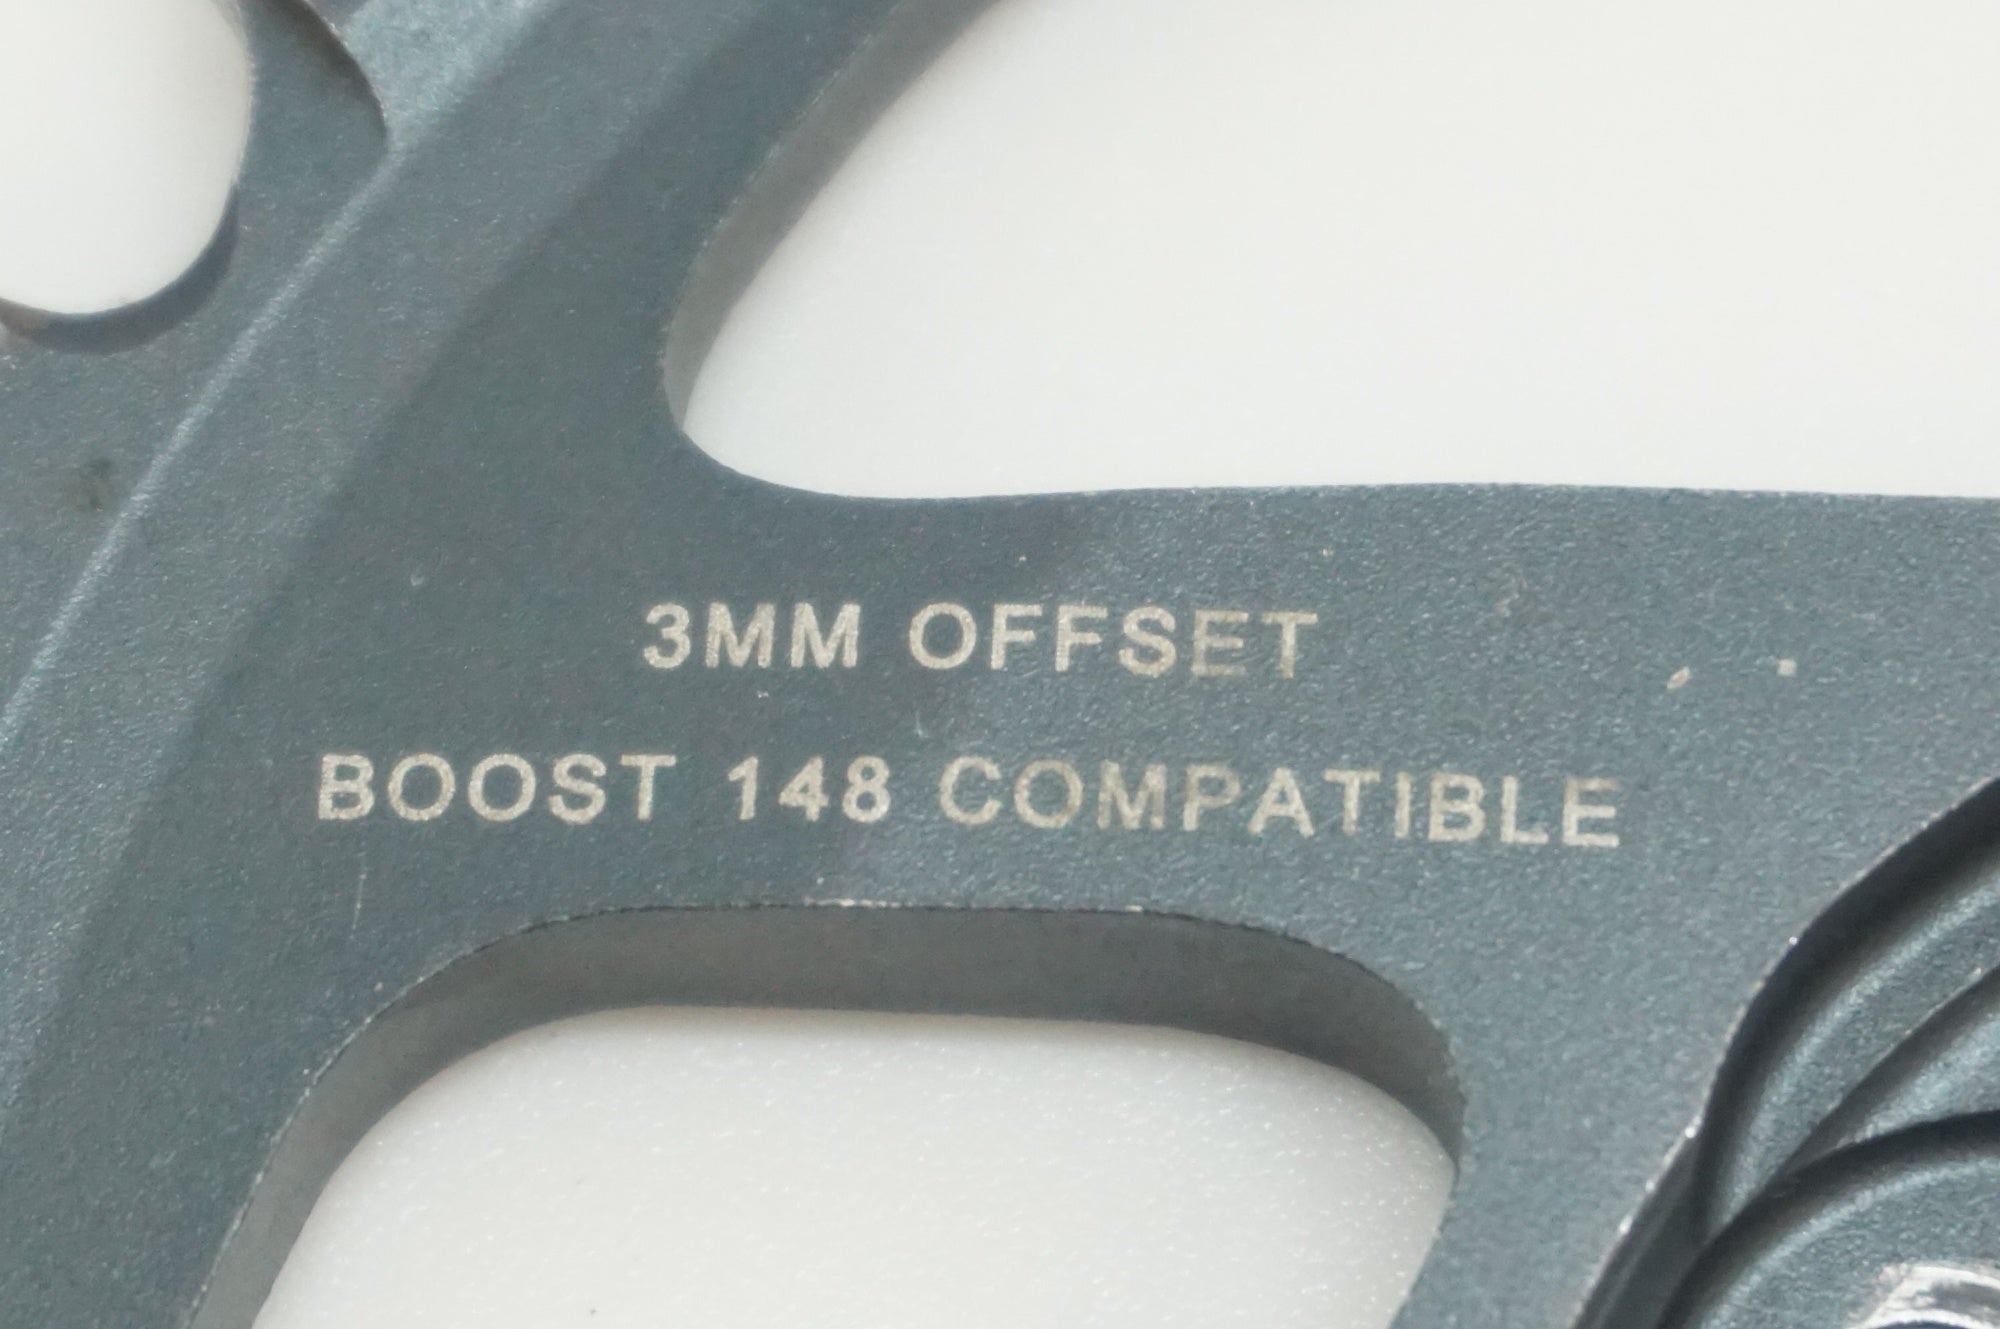 3MM OFFSET
BOOST 148 COMPATIBLE